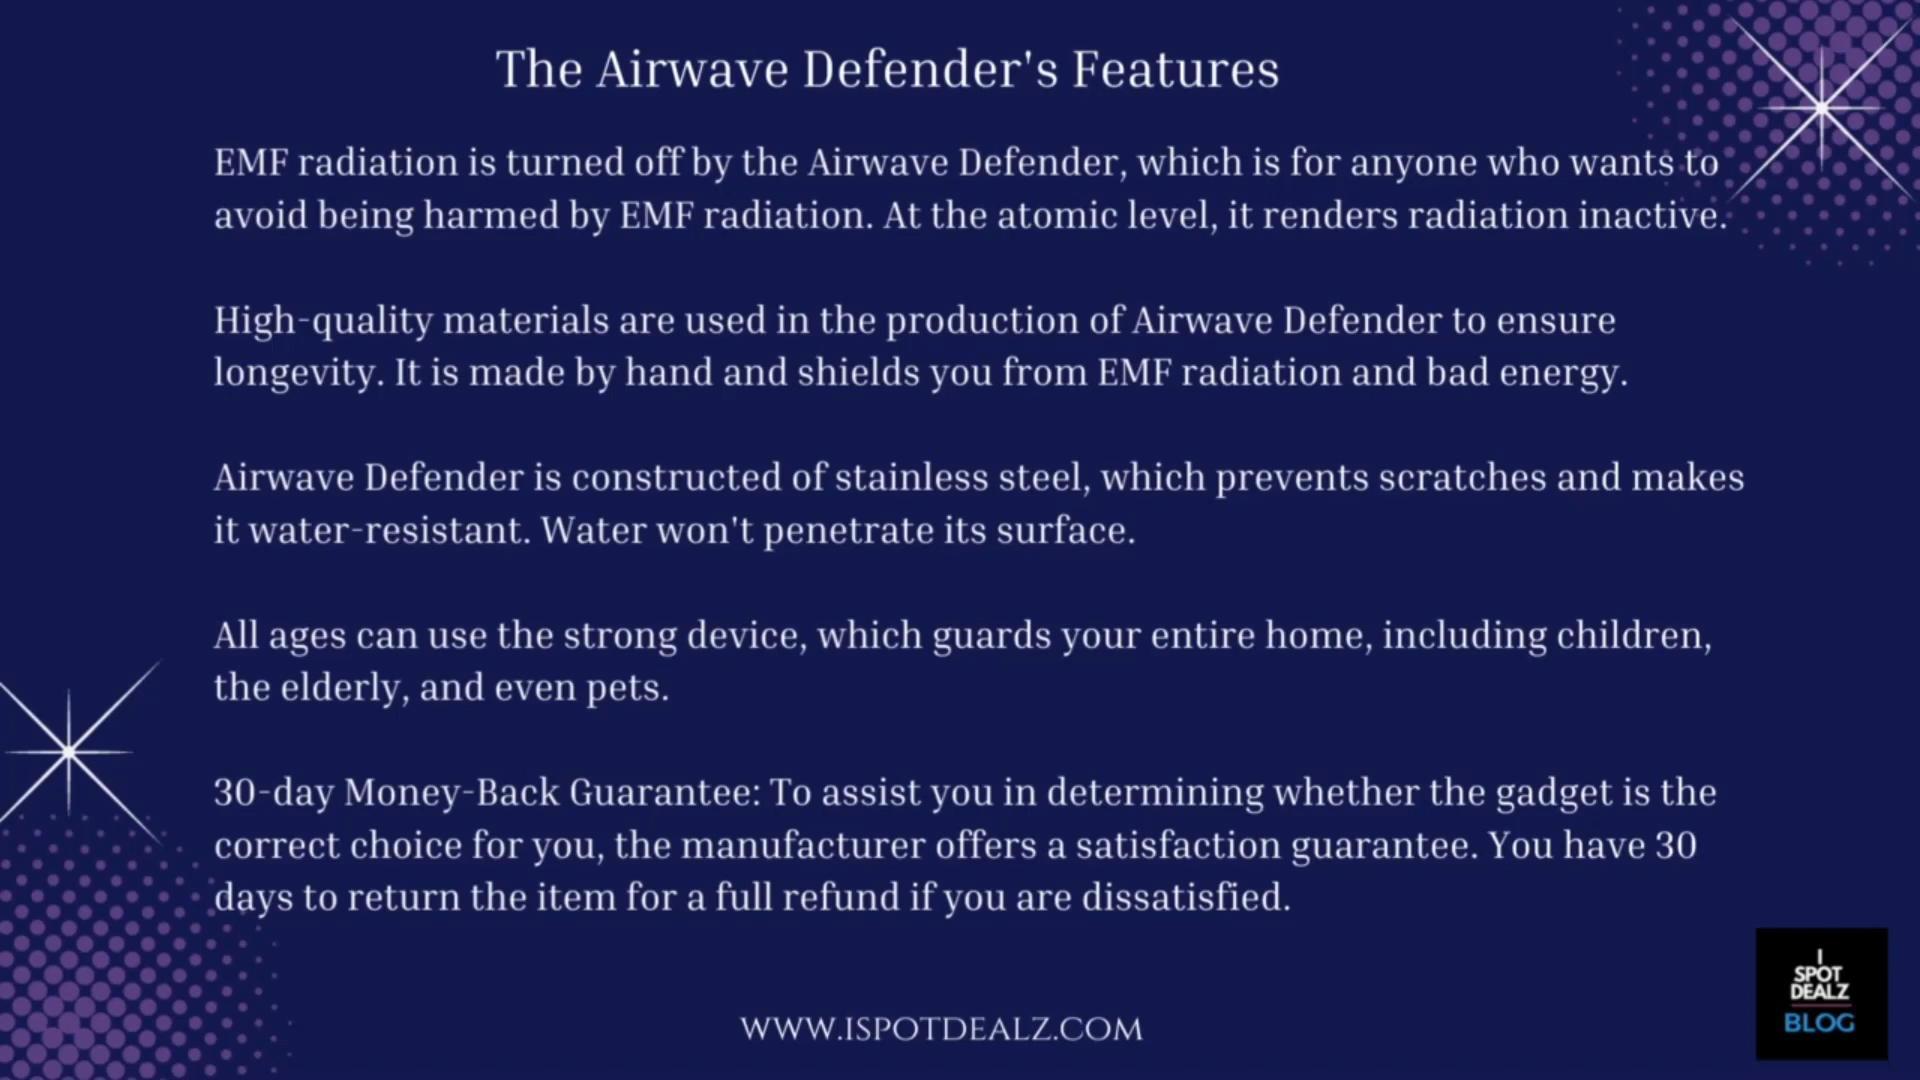 The Airwave Defender's Features
EMF radiation is turned off by the Airwave Defender, which is for anyone who wants to
avoid being harmed by EMF radiation. At the atomic level, it renders radiation inactive.
High-quality materials are used in the production of Airwave Defender to ensure
longevity. It is made by hand and shields you from EMF radiation and bad energy.
Airwave Defender is constructed of stainless steel, which prevents scratches and makes
it water-resistant. Water won't penetrate its surface.
All ages can use the strong device, which guards your entire home, including children,
the elderly, and even pets.
30-day Money-Back Guarantee: To assist you in determining whether the gadget is the
correct choice for you, the manufacturer offers a satisfaction guarantee. You have 30
days to return the item for a full refund if you are dissatisfied.
WWW.ISPOTDEALZ.COM
I
SPOT
DEALZ
BLOG